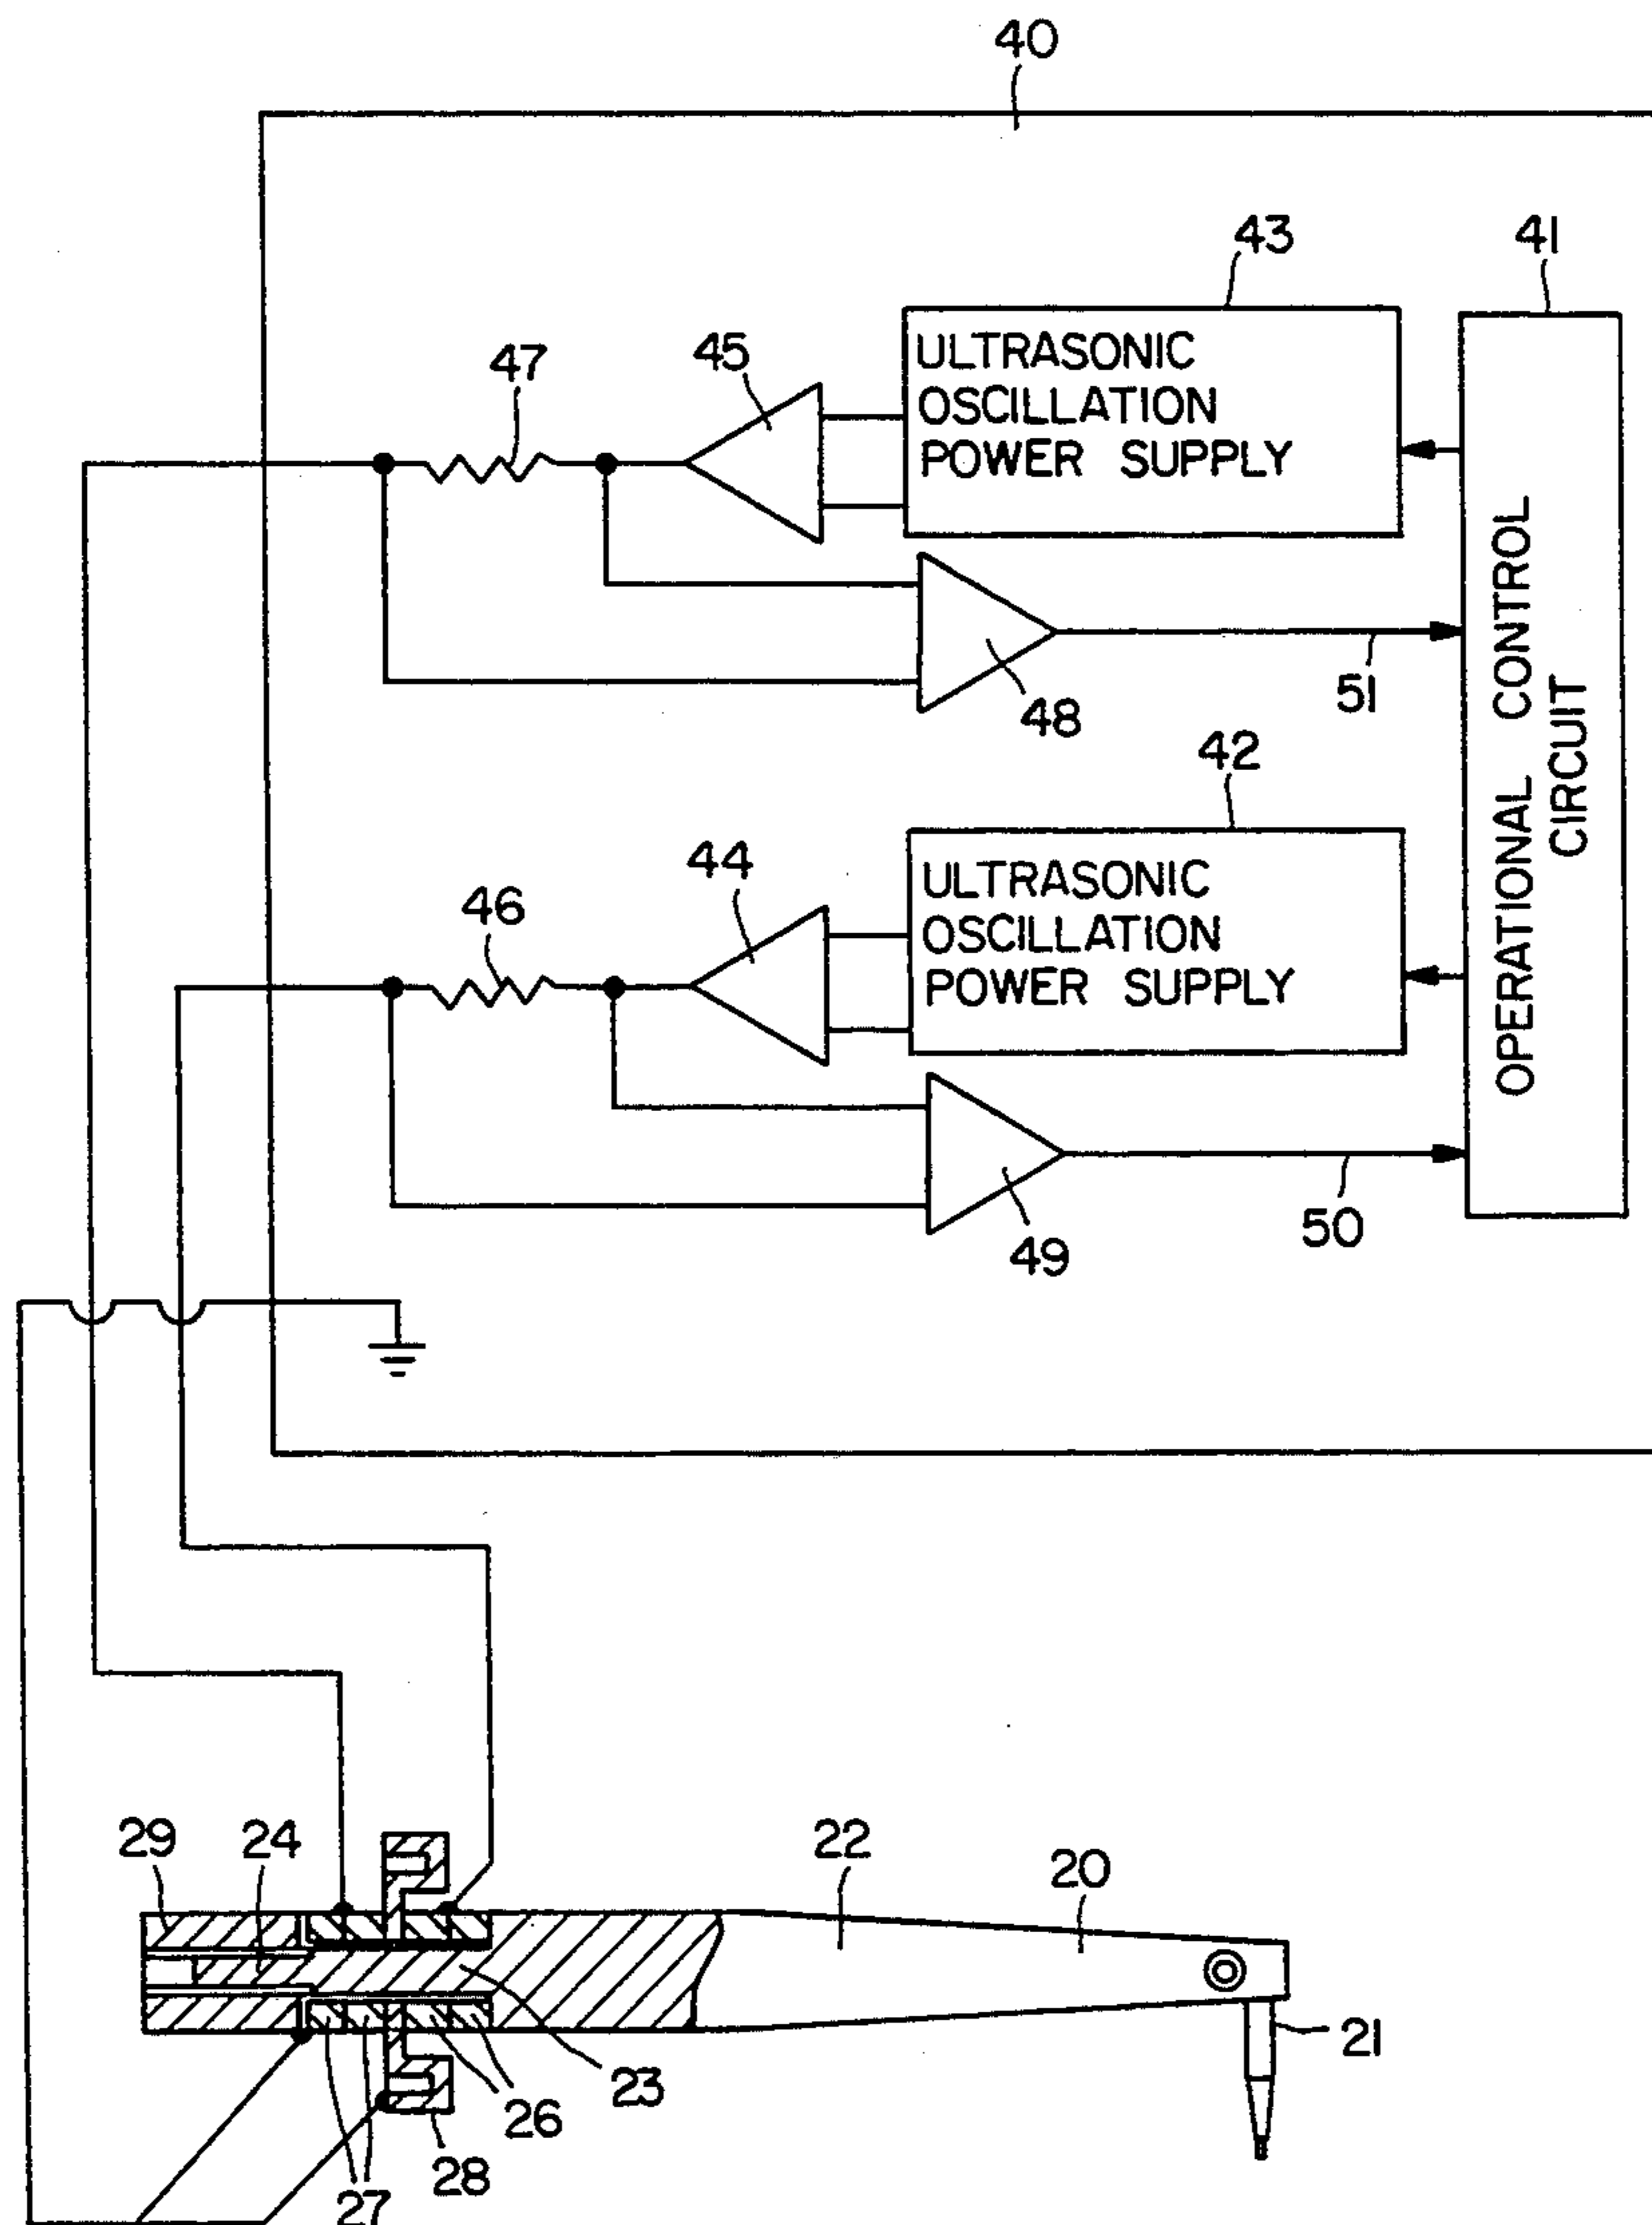 40
43
41
45
47
ULTRASONIC
OSCILLATION
POWER SUPPLY
OPERATIONAL CONTROL
CIRCUIT
51
48
42
44
46
ULTRASONIC
OSCILLATION
POWER SUPPLY
50
49
29
24
22
20
21
23
26
28
27